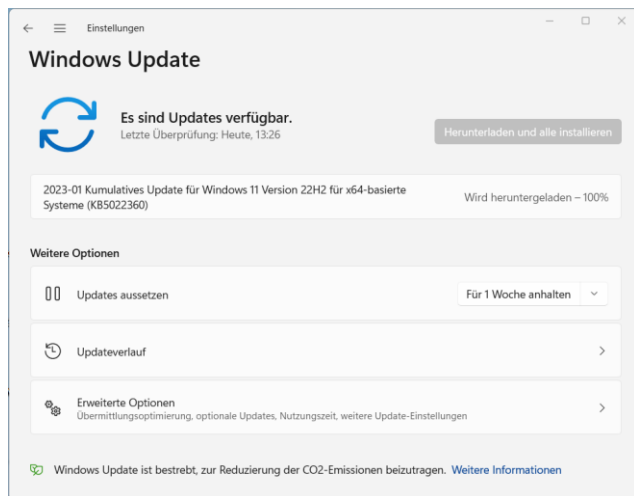 Einstellungen
Windows Update
Es sind Updates verfügbar.
Letzte Überprüfung: Heute, 13:26
Herunterladen und alle installieren
2023-01 Kumulatives Update für Windows 11 Version 22H2 für x64-basierte
Systeme (KB5022360)
Wird heruntergeladen – 100%
Weitere Optionen
Updates aussetzen
Für 1 Woche anhalten
Updateverlauf
Erweiterte Optionen
Übermittlungsoptimierung, optionale Updates, Nutzungszeit, weitere Update-Einstellungen
Windows Update ist bestrebt, zur Reduzierung der CO2-Emissionen beizutragen. Weitere Informationen